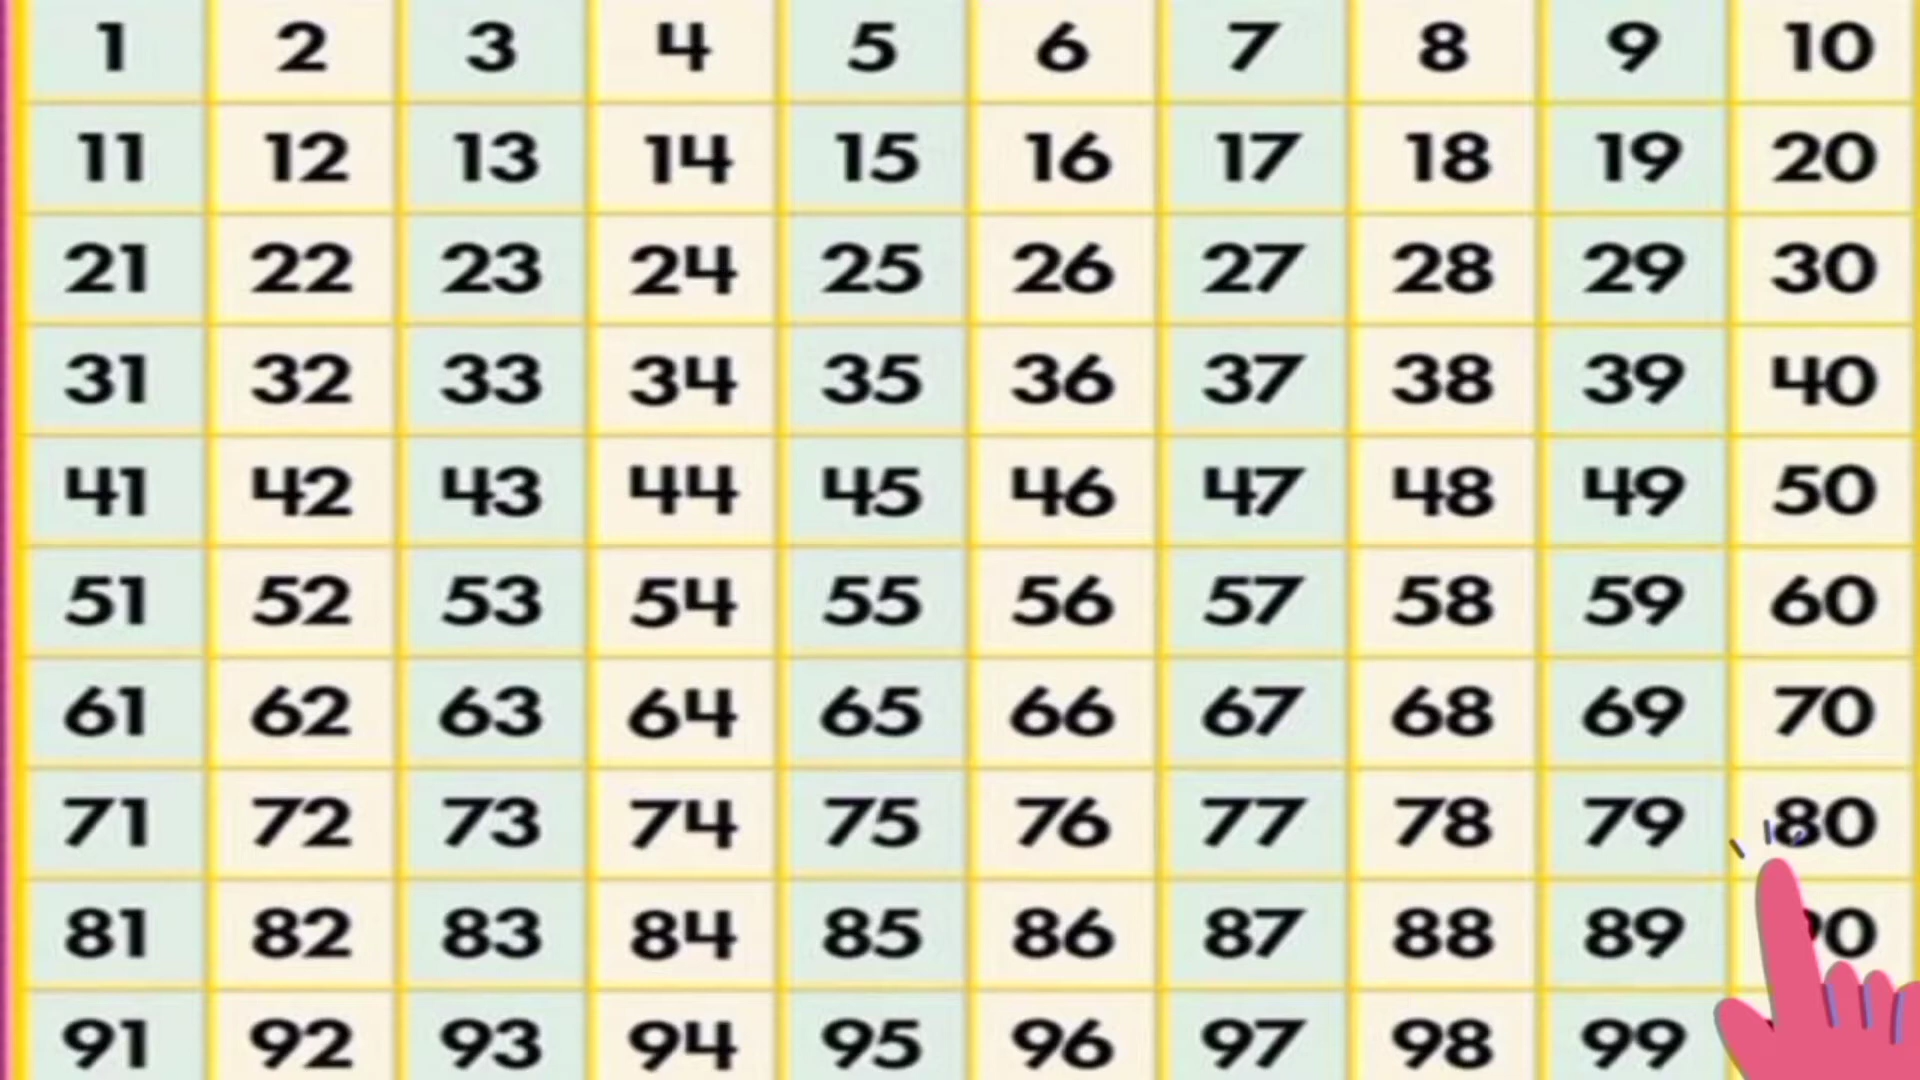 1 2 3 4 5 6 7 8 9 10
11 12 13 14 15 16 17 18 19 20
21 22 23 24 25 26 27 28 29 30
31 32 33 34 35 36 37 38 39 40
41 42 43 44 45 46 47 48 49 50
51 52 53 54 55 56 57 58 59 60
61 62 63 64 65 66 67 68 69 70
71 72 73 74 75 76 77 78 79 80
81 82 83 84 85 86 87 88 89
91 92 93 94 95 96 97 98 99